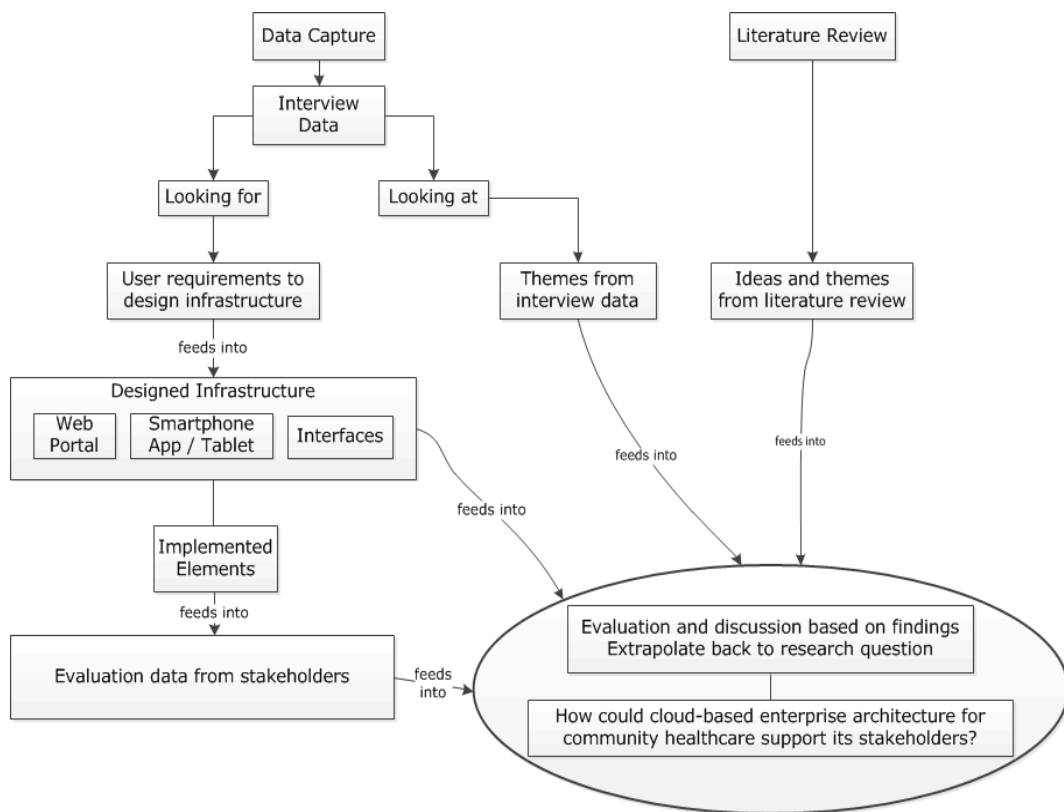 Data Capture
Literature Review
Interview
Data
Looking for
Looking at
User requirements to
design infrastructure
Themes from
interview data
Ideas and themes
from literature review
feeds into
Designed Infrastructure
Web
Portal
Smartphone
App / Tablet
Interfaces
feeds into
feeds into
feeds into
Implemented
Elements
feeds into
Evaluation data from stakeholders
feeds
into
Evaluation and discussion based on findings
Extrapolate back to research question
How could cloud-based enterprise architecture for
community healthcare support its stakeholders?